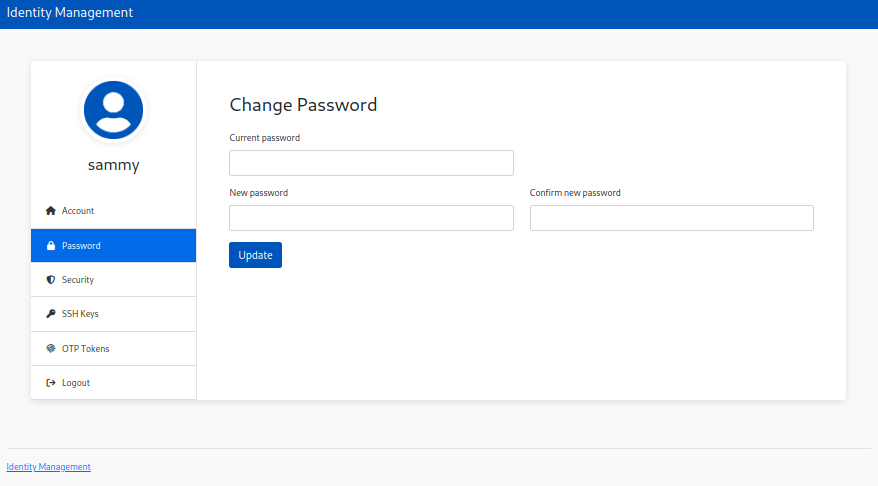 Identity Management
sammy
Account
Password
Security
SSH Keys
OTP Tokens
Logout
Change Password
Current password
New password
Confirm new password
Update
Identity Management